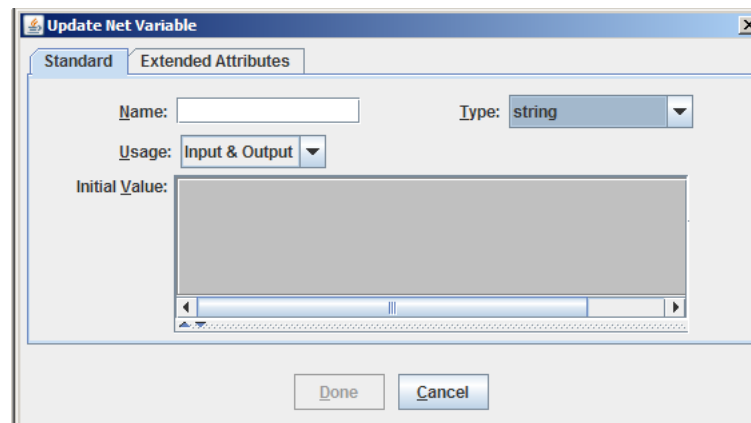 Update Net Variable
Standard Extended Attributes
Name: Type: string
Usage: Input & Output
Initial Value:
Done Cancel